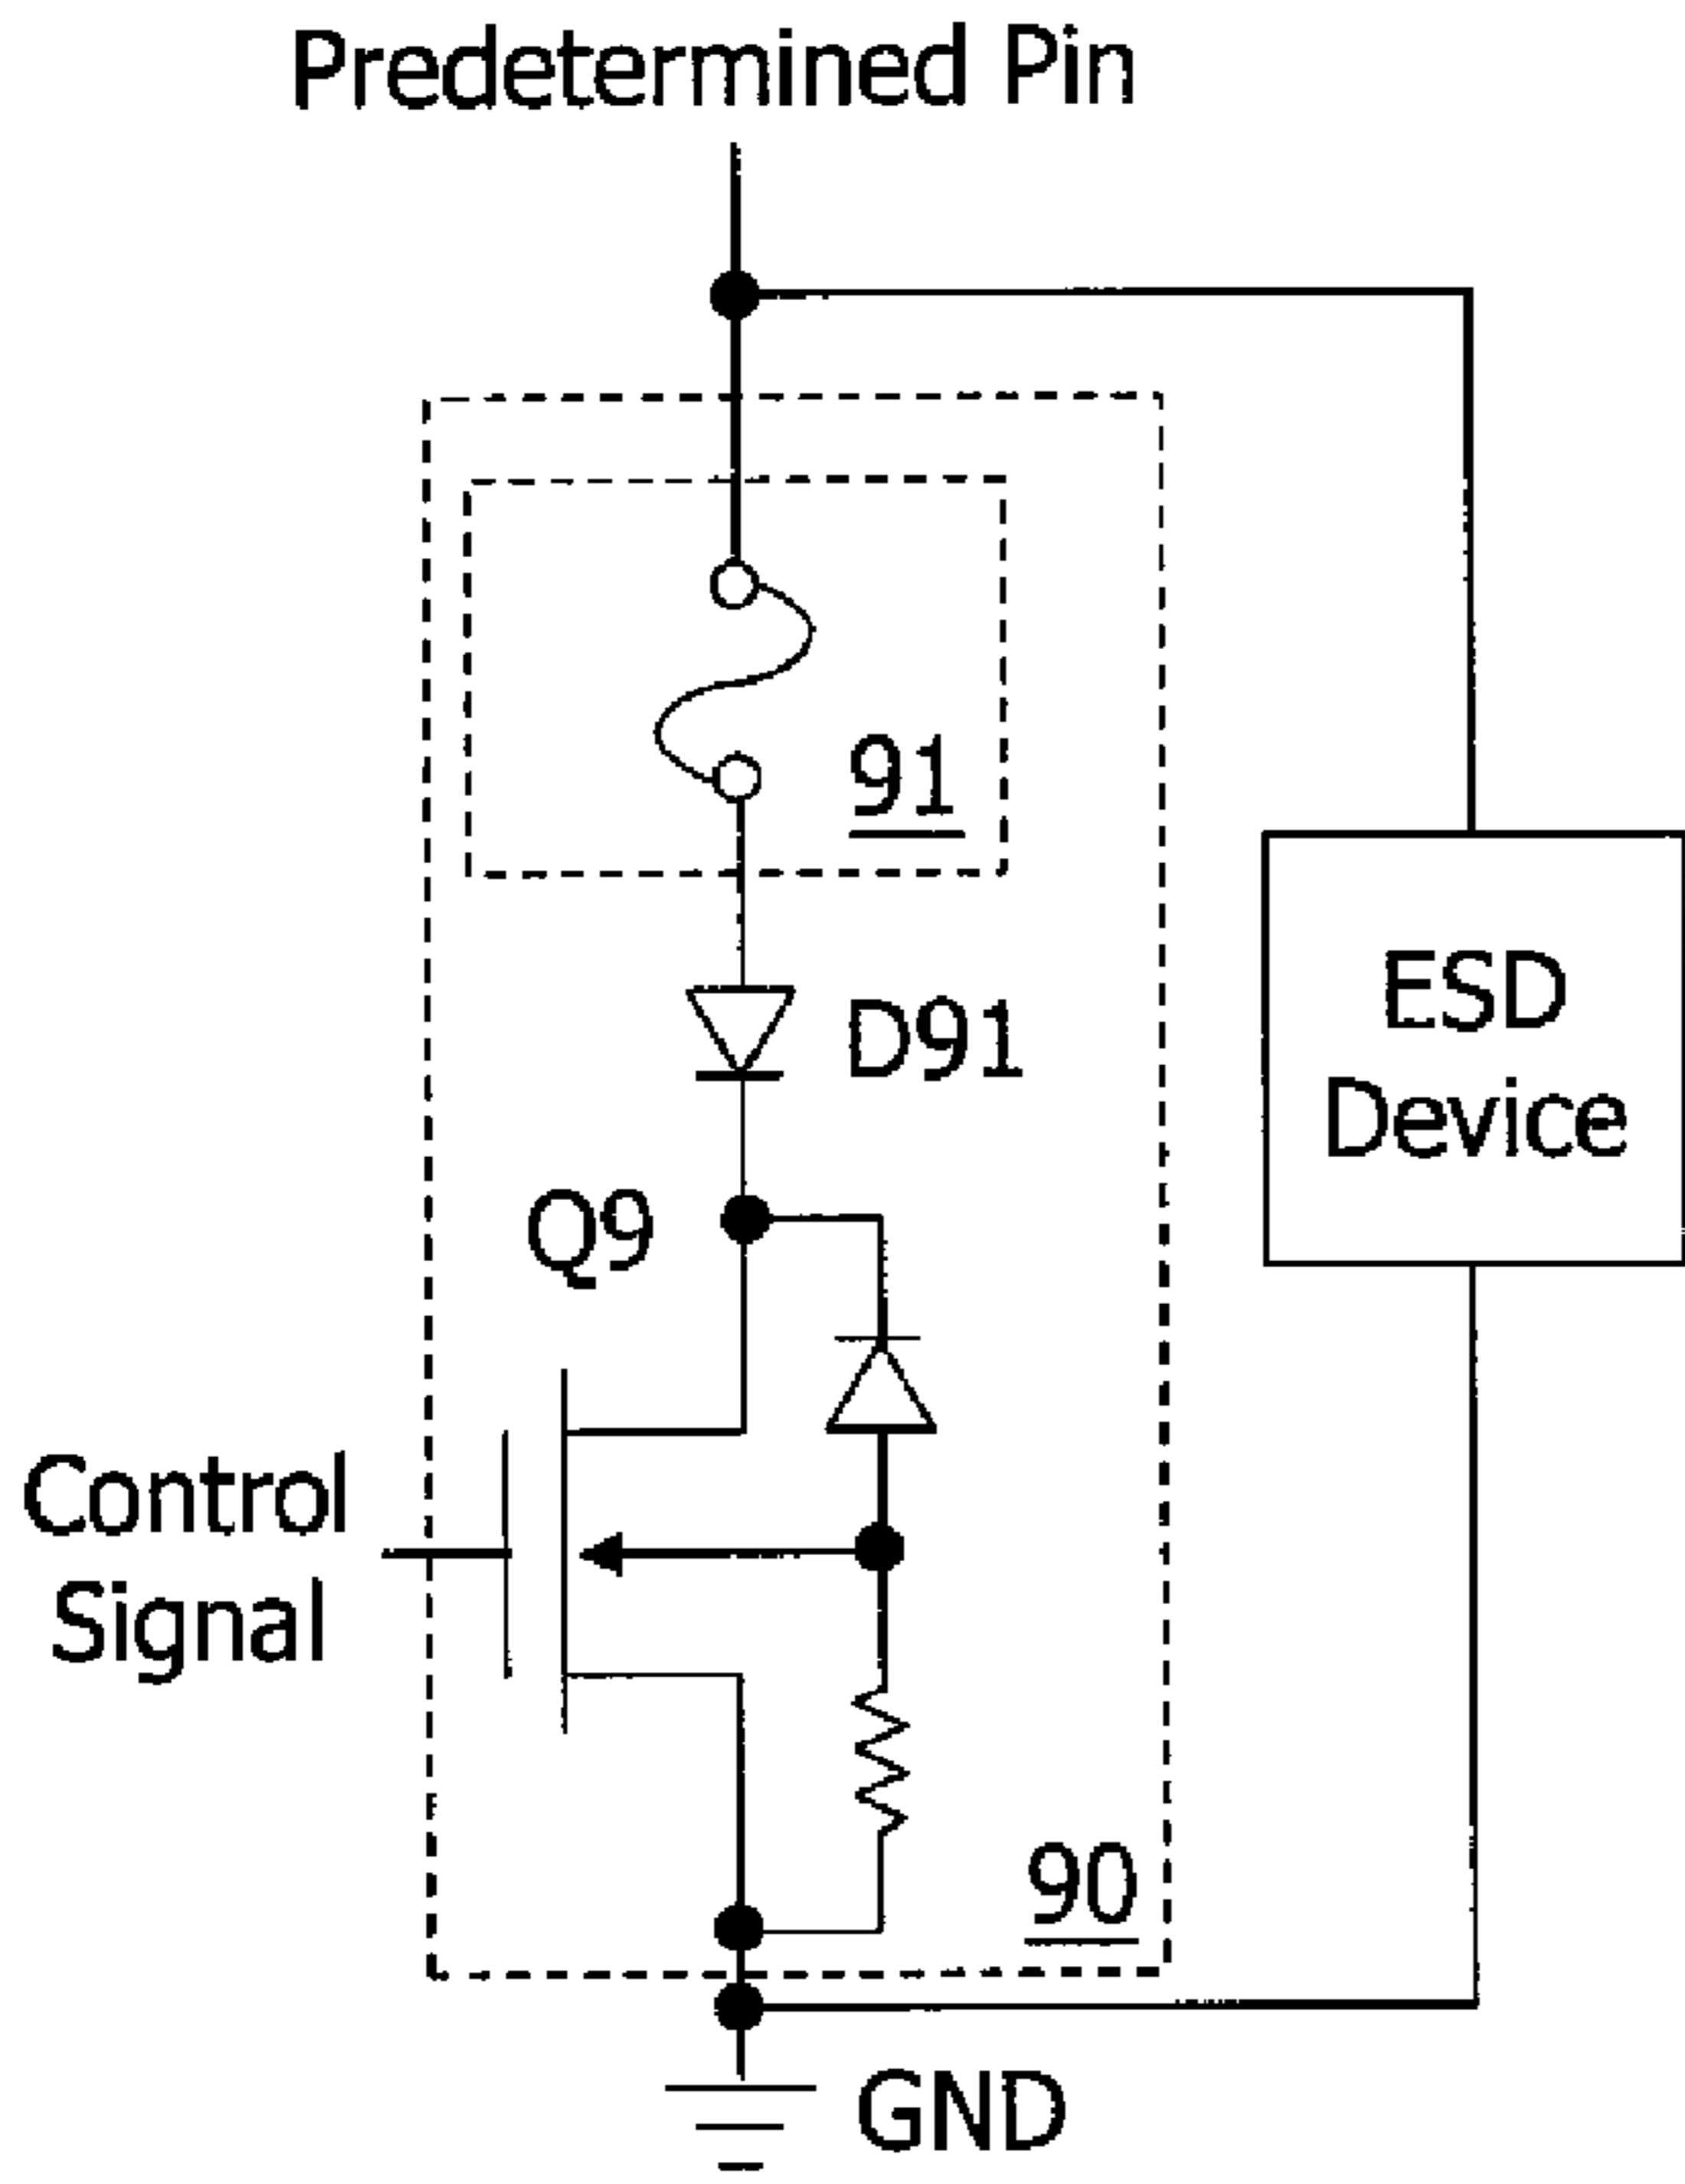 Predetermined Pin
91
ESD
Device
D91
Q9
Control
Signal
90
GND